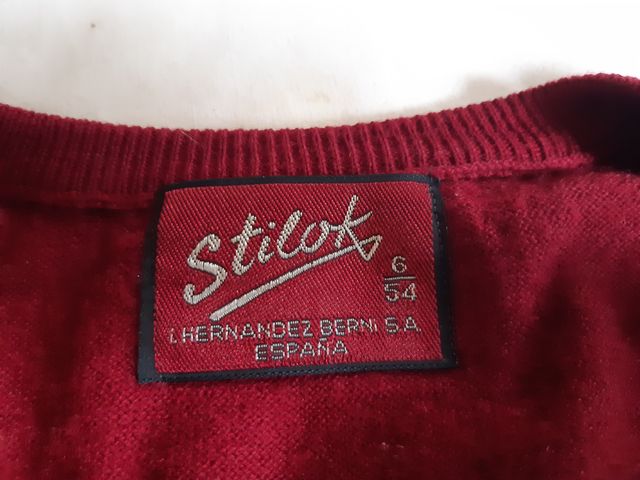 Stilok
6
54
J. HERNANDEZ BERNI S.A.
ESPAÑA